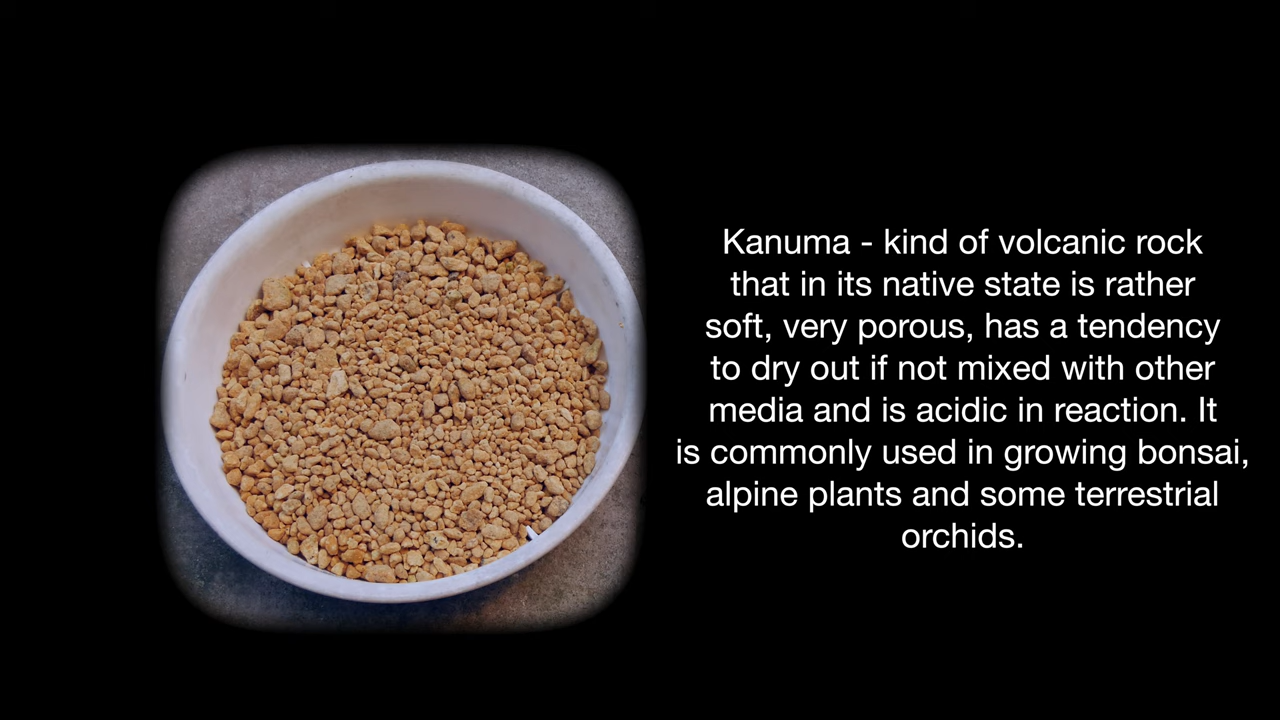 Kanuma - kind of volcanic rock
that in its native state is rather
soft, very porous, has a tendency
to dry out if not mixed with other
media and is acidic in reaction. It
is commonly used in growing bonsai,
alpine plants and some terrestrial
orchids.